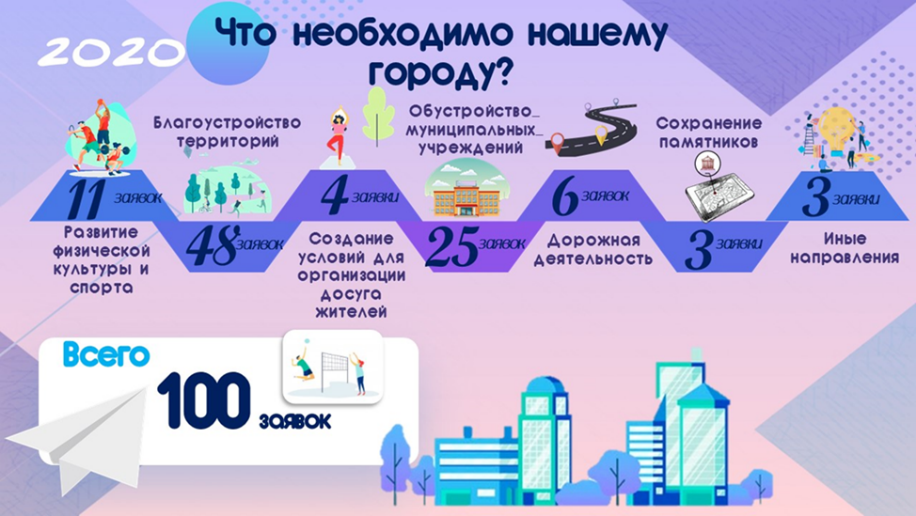 2020
Что необходимо нашему
городу?
11 заявок
Развитие
физической
культуры и
спорта
Благоустройство
территорий
48 заявок
4 заявки
Создание
условий для
организации
досуга
жителей
Обустройство_
муниципальных_
учреждений
25 заявок
6 заявок
Дорожная
деятельность
Сохранение
памятников
3 заявки
3 заявки
Иные
направления
Всего
100 заявок